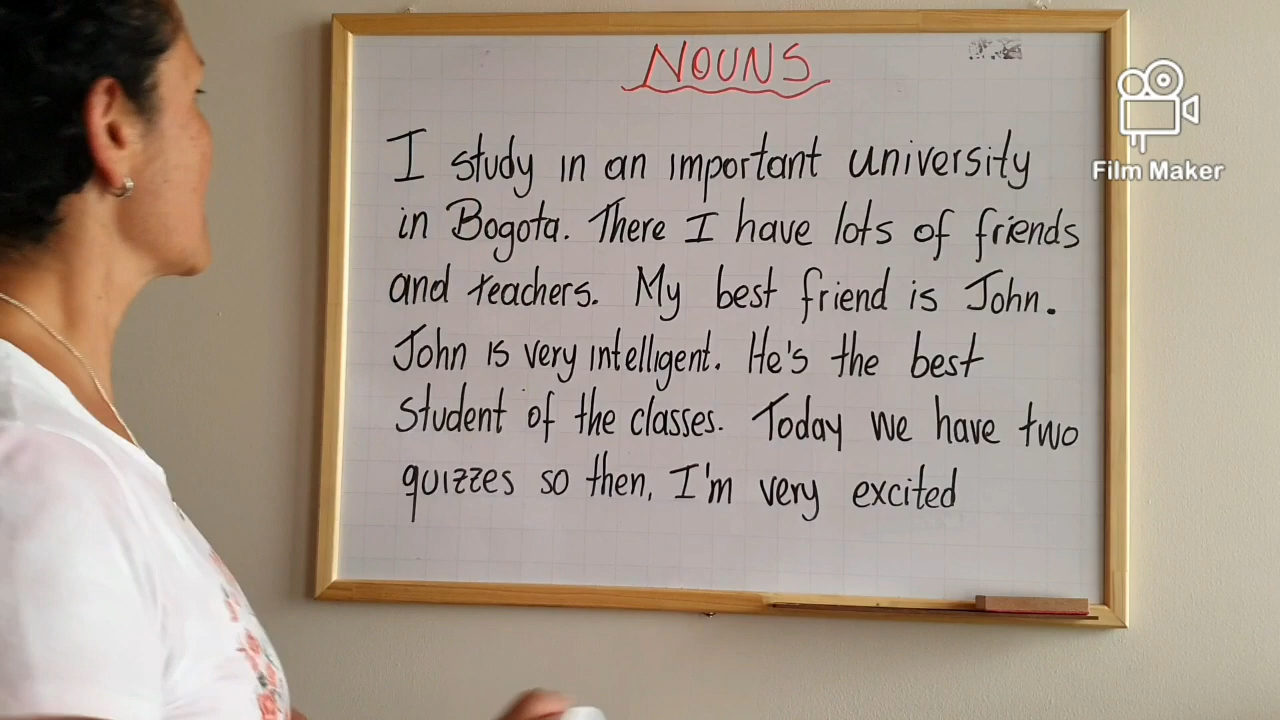 NOUNS
I study in an important university
in Bogota. There I have lots of friends
and teachers. My best friend is John.
John is very intelligent. He's the best
student of the classes. Today we have two
quizzes so then, I'm very excited
Film Maker